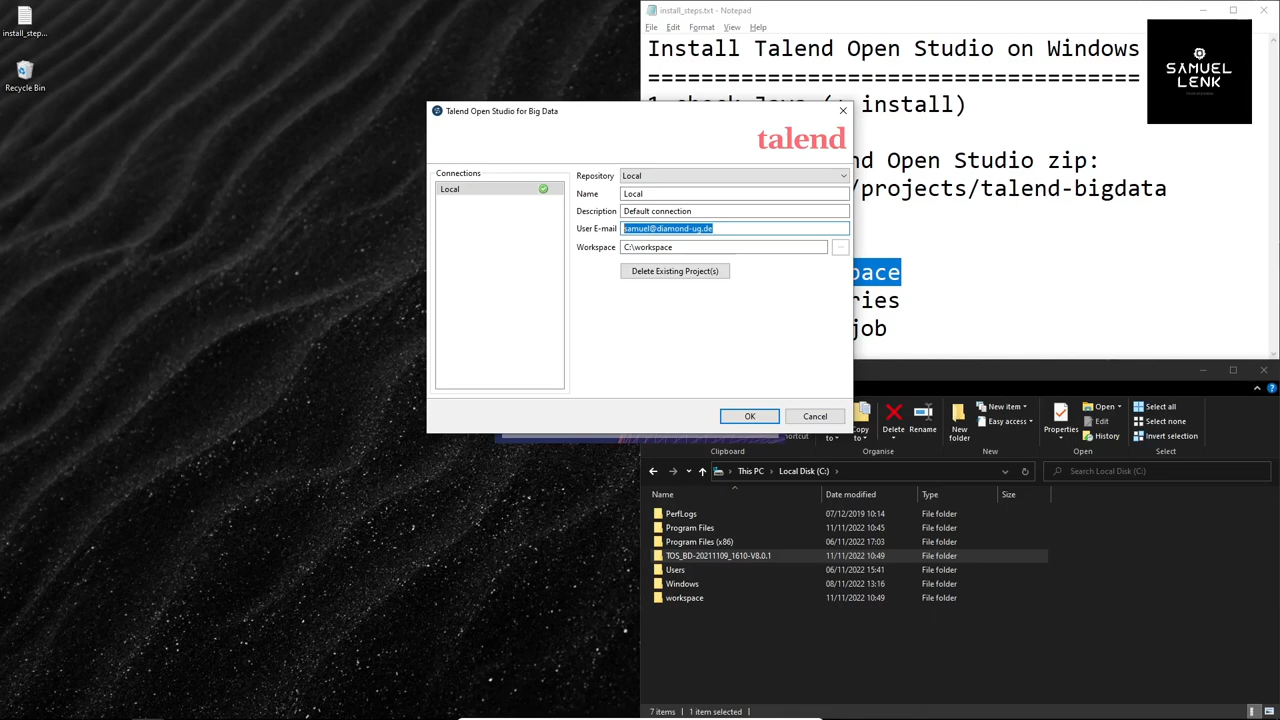 install_step...
Recycle Bin
install_steps.txt - Notepad
File Edit Format View Help
Install Talend Open Studio on Windows
=====================================
SAMUEL
LENK
install)
d Open Studio zip:
/projects/talend-bigdata
pace
ries
job
Talend Open Studio for Big Data
talend
Connections
Local
Repository Local
Name Local
Description Default connection
User E-mail samuel@diamond-ug.de
Workspace C:\workspace ...
Delete Existing Project(s)
OK Cancel
Copy
to
shortcut
Delete
Rename
New
folder
New item
Easy access
Properties
Open
Edit
History
Select all
Select none
Invert selection
Clipboard Organise New Open Select
This PC > Local Disk (C:) >
Search Local Disk (C:)
Name Date modified Type Size
PerfLogs 07/12/2019 10:14 File folder
Program Files 11/11/2022 10:45 File folder
Program Files (x86) 06/11/2022 17:03 File folder
TOS_BD-20211109_1610-V8.0.1 11/11/2022 10:49 File folder
Users 06/11/2022 15:41 File folder
Windows 08/11/2022 13:16 File folder
workspace 11/11/2022 10:49 File folder
7 items 1 item selected